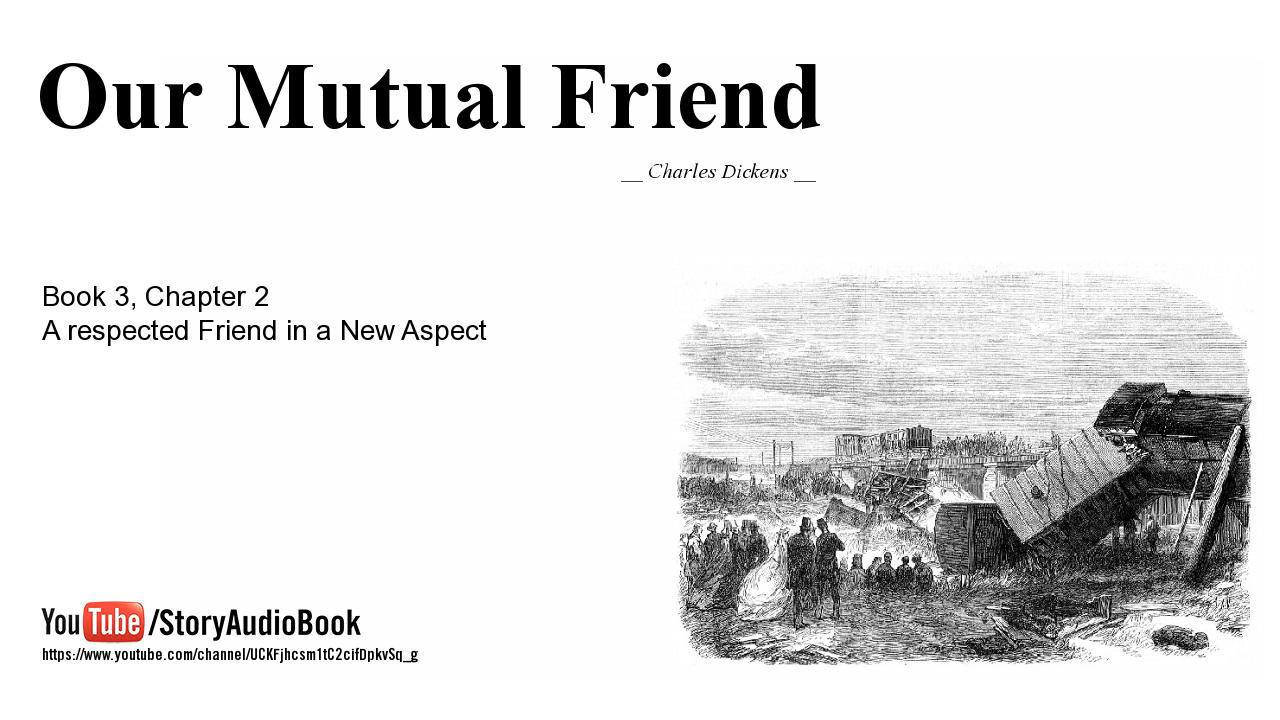 Our Mutual Friend
__ Charles Dickens __
Book 3, Chapter 2
A respected Friend in a New Aspect
YouTube/StoryAudioBook
https://www.youtube.com/channel/UCKFjhcsm1tC2cifDpkvSq_g